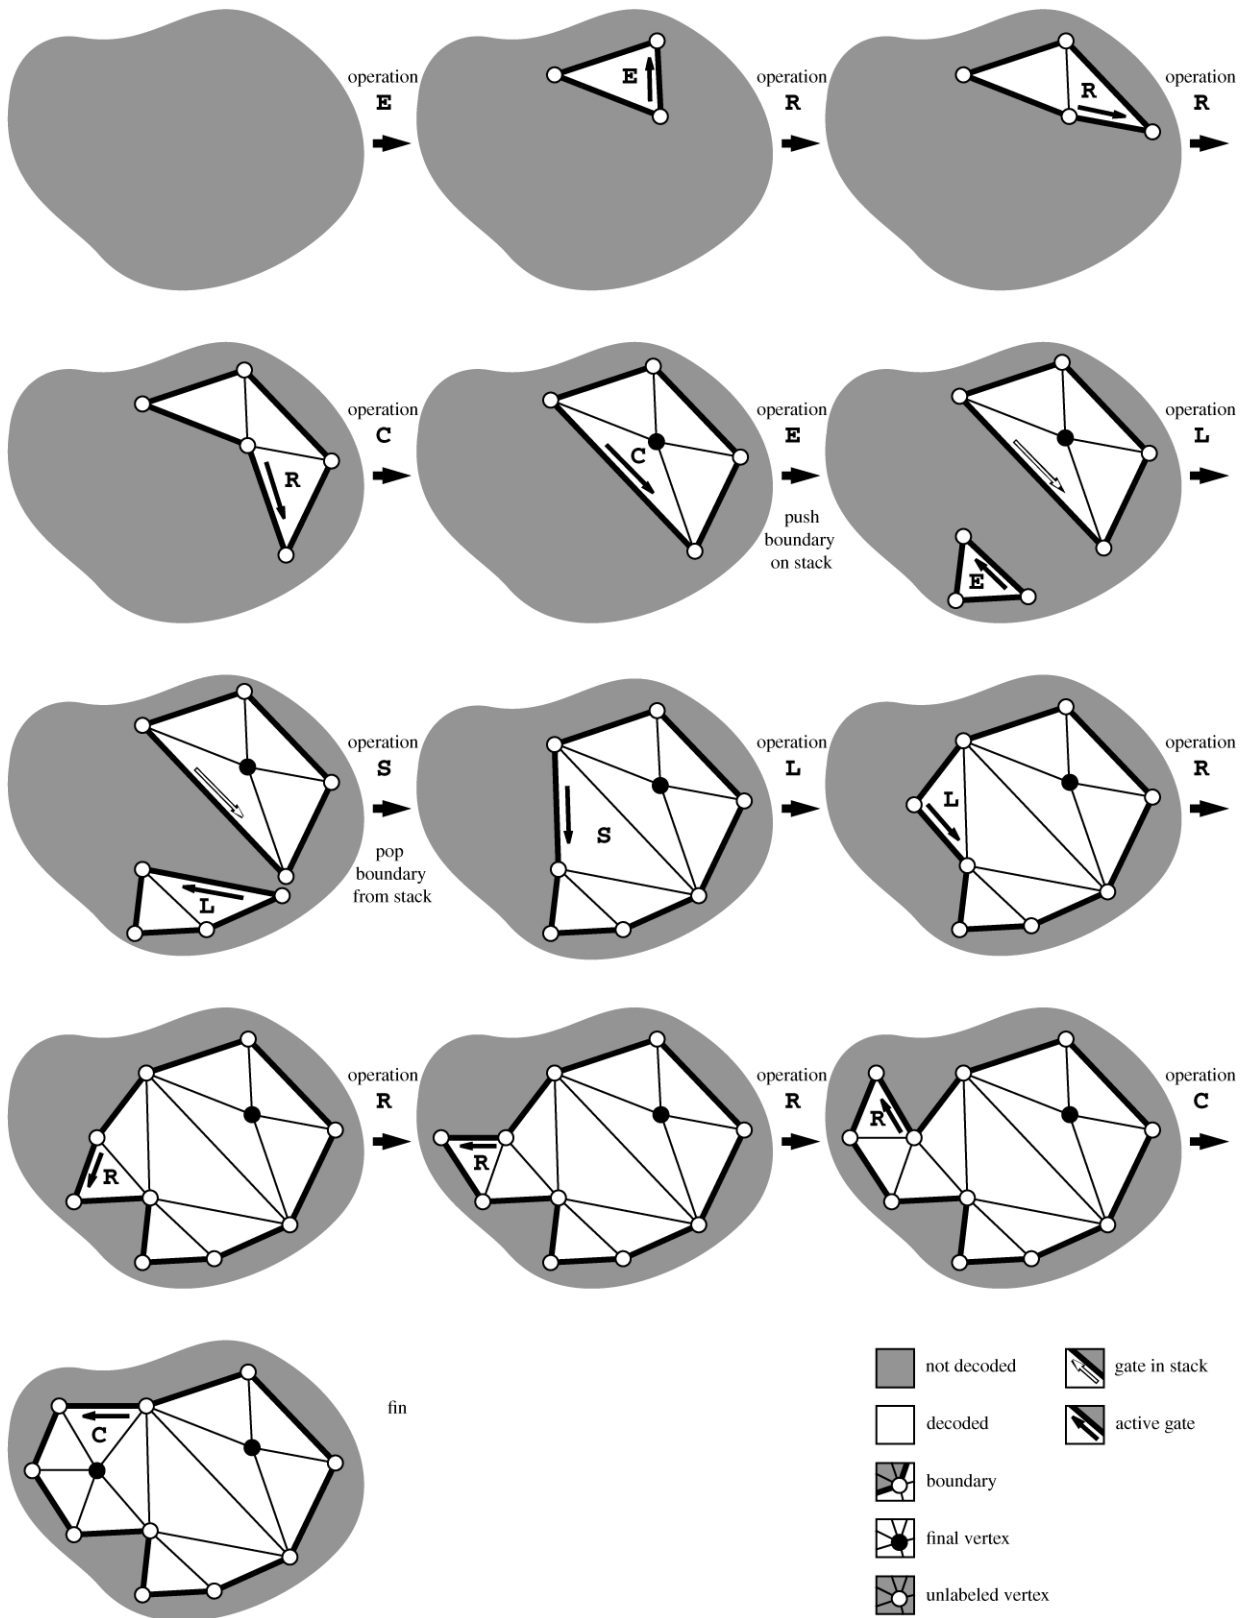 operation
E
E
operation
R
R
operation
R
R
operation
C
C
operation
E
push
boundary
on stack
E
operation
L
L
operation
S
pop
boundary
from stack
S
operation
L
L
operation
R
R
operation
R
R
operation
R
R
operation
C
C
fin
not decoded
gate in stack
decoded
active gate
boundary
final vertex
unlabeled vertex